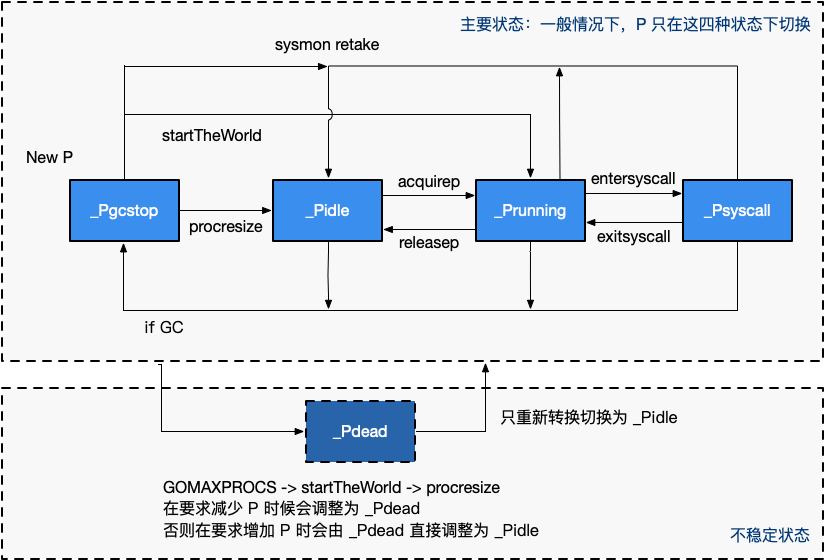 主要状态：一般情况下，P 只在这四种状态下切换
sysmon retake
startTheWorld
New P
_Pgcstop
procresize
_Pidle
acquirep
releasep
_Prunning
entersyscall
exitsyscall
_Psyscall
if GC
_Pdead
只重新转换切换为 _Pidle
GOMAXPROCS -> startTheWorld -> procresize
在要求减少 P 时候会调整为 _Pdead
否则在要求增加 P 时会由 _Pdead 直接调整为 _Pidle
不稳定状态